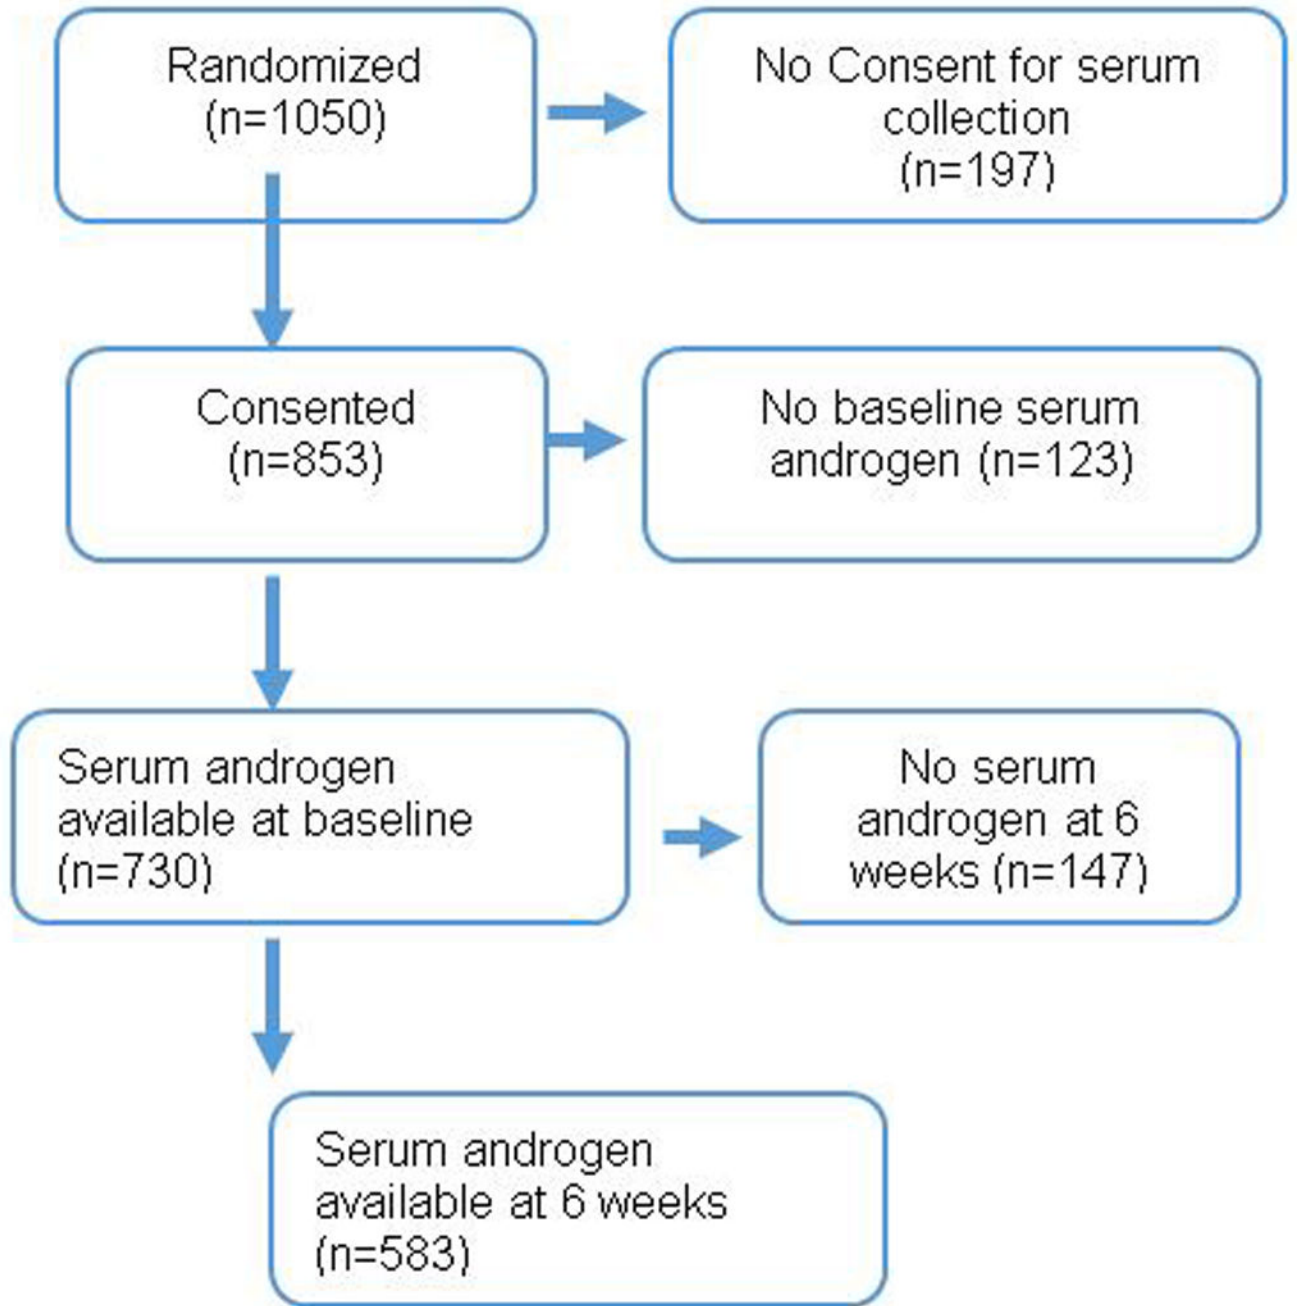 Randomized
(n=1050)
No Consent for serum
collection
(n=197)
Consented
(n=853)
No baseline serum
androgen (n=123)
Serum androgen
available at baseline
(n=730)
No serum
androgen at 6
weeks (n=147)
Serum androgen
available at 6 weeks
(n=583)